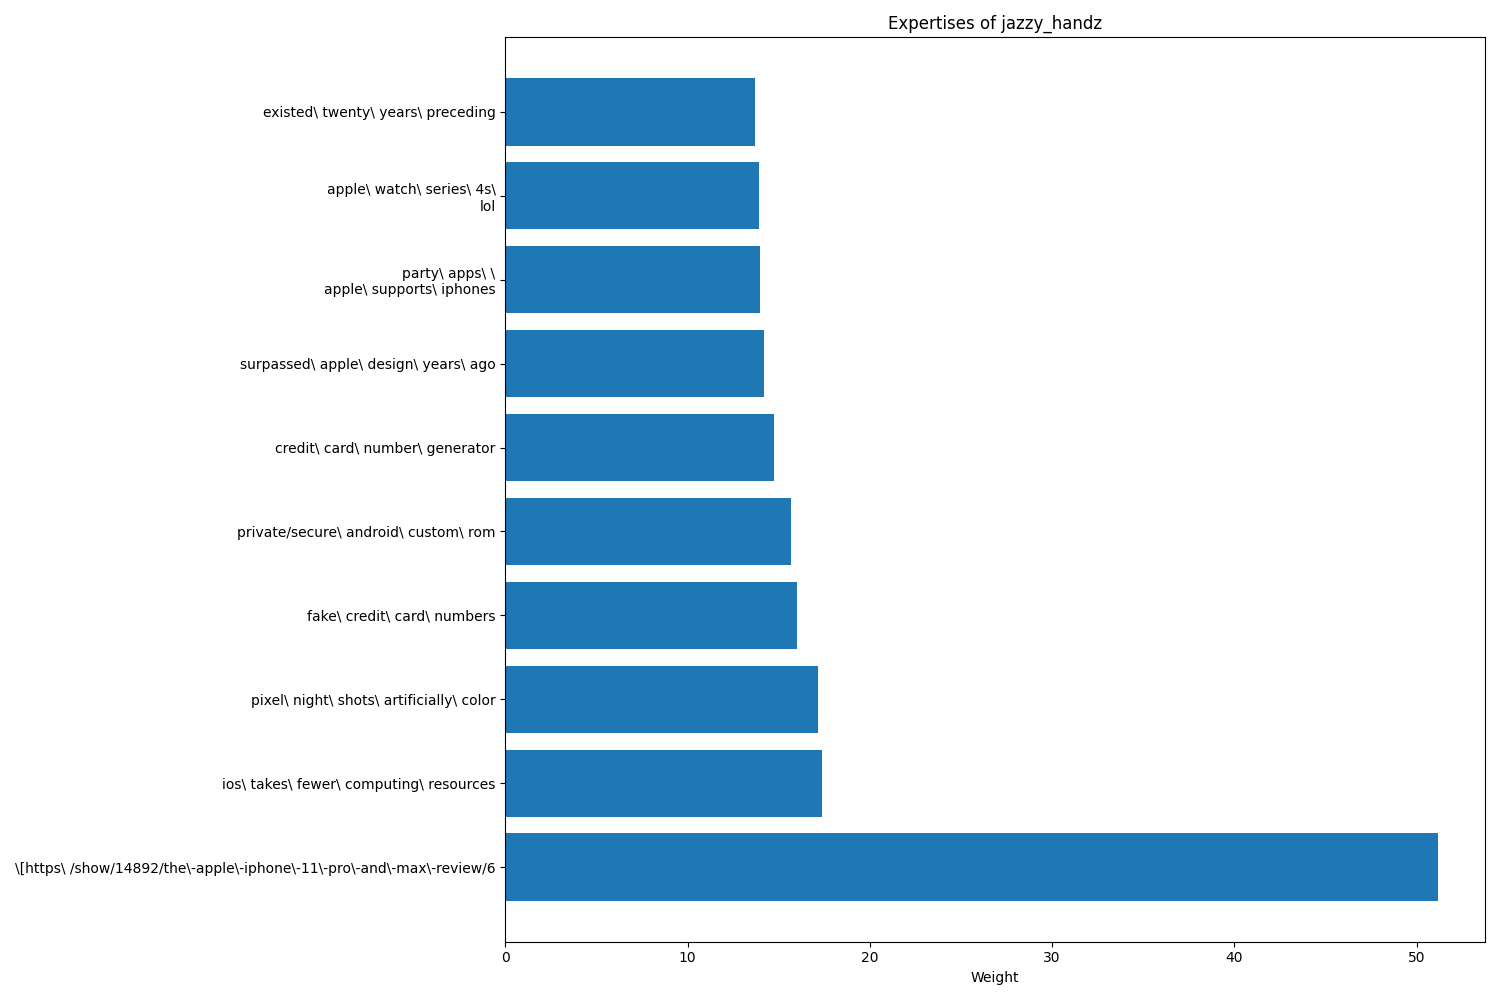 Expertises of jazzy_handz
existed\ twenty\ years\ preceding
apple\ watch\ series\ 4s\
lol
party\ apps\ \
apple\ supports\ iphones
surpassed\ apple\ design\ years\ ago
credit\ card\ number\ generator
private/secure\ android\ custom\ rom
fake\ credit\ card\ numbers
pixel\ night\ shots\ artificially\ color
ios\ takes\ fewer\ computing\ resources
\[https\ /show/14892/the\-apple\-iphone\-11\-pro\-and\-max\-review/6
0 10 20 30 40 50
Weight